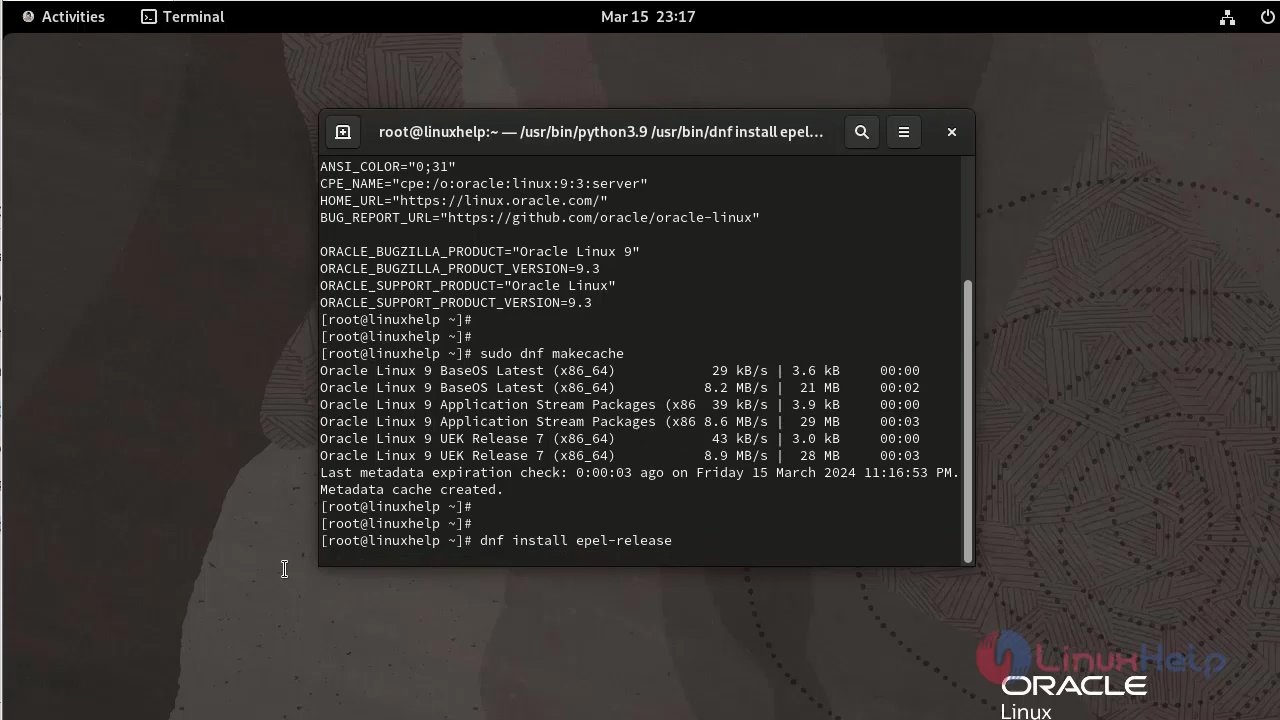 Activities
Terminal
Mar 15 23:17
root@linuxhelp:~ — /usr/bin/python3.9 /usr/bin/dnf install epel…
ANSI_COLOR="0;31"
CPE_NAME="cpe:/o:oracle:linux:9:3:server"
HOME_URL="https://linux.oracle.com/"
BUG_REPORT_URL="https://github.com/oracle/oracle-linux"
ORACLE_BUGZILLA_PRODUCT="Oracle Linux 9"
ORACLE_BUGZILLA_PRODUCT_VERSION=9.3
ORACLE_SUPPORT_PRODUCT="Oracle Linux"
ORACLE_SUPPORT_PRODUCT_VERSION=9.3
[root@linuxhelp ~]#
[root@linuxhelp ~]#
[root@linuxhelp ~]# sudo dnf makecache
Oracle Linux 9 BaseOS Latest (x86_64) 29 kB/s | 3.6 kB 00:00
Oracle Linux 9 BaseOS Latest (x86_64) 8.2 MB/s | 21 MB 00:02
Oracle Linux 9 Application Stream Packages (x86 39 kB/s | 3.9 kB 00:00
Oracle Linux 9 Application Stream Packages (x86 8.6 MB/s | 29 MB 00:03
Oracle Linux 9 UEK Release 7 (x86_64) 43 kB/s | 3.0 kB 00:00
Oracle Linux 9 UEK Release 7 (x86_64) 8.9 MB/s | 28 MB 00:03
Last metadata expiration check: 0:00:03 ago on Friday 15 March 2024 11:16:53 PM.
Metadata cache created.
[root@linuxhelp ~]#
[root@linuxhelp ~]#
[root@linuxhelp ~]# dnf install epel-release
LinuxHelp
ORACLE
Linux